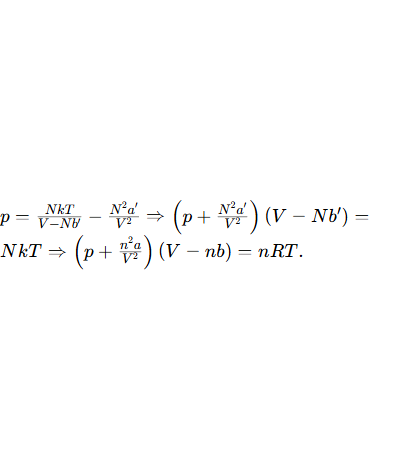 $p = \frac{NkT}{V-Nb'} - \frac{N^2a'}{V^2} \Rightarrow \left(p + \frac{N^2a'}{V^2}\right)(V - Nb') =$
$NkT \Rightarrow \left(p + \frac{n^2a}{V^2}\right)(V - nb) = nRT.$